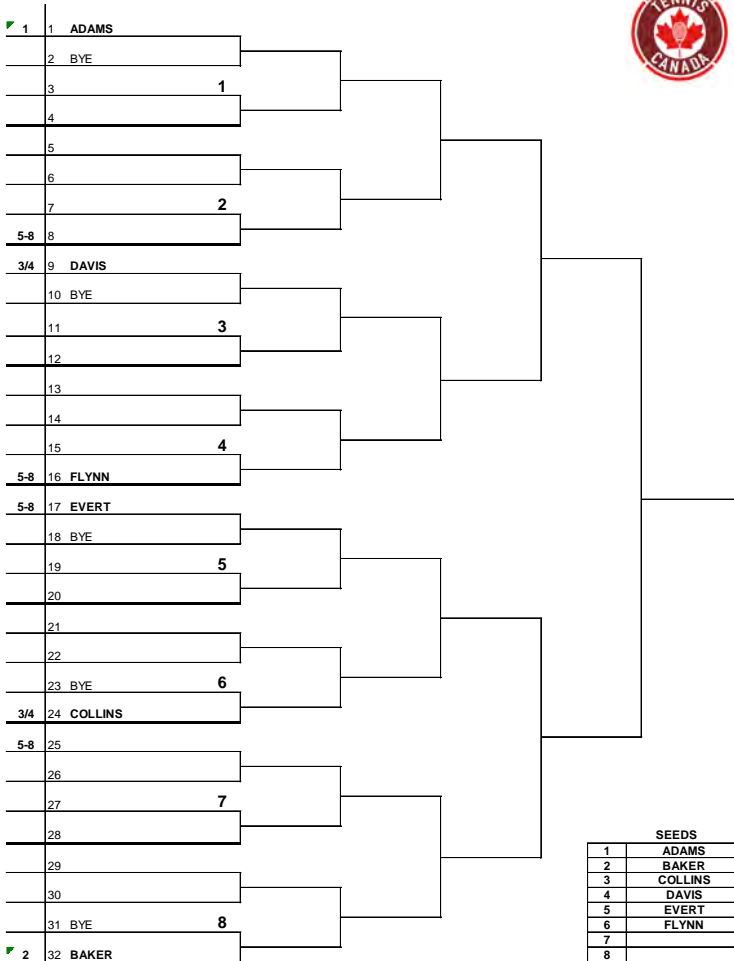 TENNIS
CANADA
1 1 ADAMS
2 BYE
3 1
4
5
6
7 2
5-8 8
3/4 9 DAVIS
10 BYE
11 3
12
13
14
15 4
5-8 16 FLYNN
5-8 17 EVERT
18 BYE
19 5
20
21
22
23 BYE 6
3/4 24 COLLINS
5-8 25
26
27 7
28
29
30
31 BYE 8
2 32 BAKER
SEEDS
1 ADAMS
2 BAKER
3 COLLINS
4 DAVIS
5 EVERT
6 FLYNN
7
8